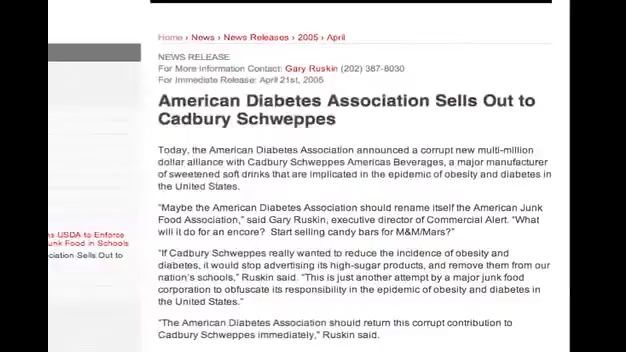 Home › News › News Releases › 2005 › April
NEWS RELEASE
For More Information Contact: Gary Ruskin (202) 387-8030
For Immediate Release: April 21st, 2005
American Diabetes Association Sells Out to
Cadbury Schweppes
Today, the American Diabetes Association announced a corrupt new multi-million
dollar alliance with Cadbury Schweppes Americas Beverages, a major manufacturer
of sweetened soft drinks that are implicated in the epidemic of obesity and diabetes in
the United States.
"Maybe the American Diabetes Association should rename itself the American Junk
Food Association," said Gary Ruskin, executive director of Commercial Alert. "What
will it do for an encore? Start selling candy bars for M&M/Mars?"
"If Cadbury Schweppes really wanted to reduce the incidence of obesity and
diabetes, it would stop advertising its high-sugar products, and remove them from our
nation's schools," Ruskin said. "This is just another attempt by a major junk food
corporation to obfuscate its responsibility in the epidemic of obesity and diabetes in
the United States."
"The American Diabetes Association should return this corrupt contribution to
Cadbury Schweppes immediately," Ruskin said.
USDA to Enforce
Food in Schools
Sells Out to